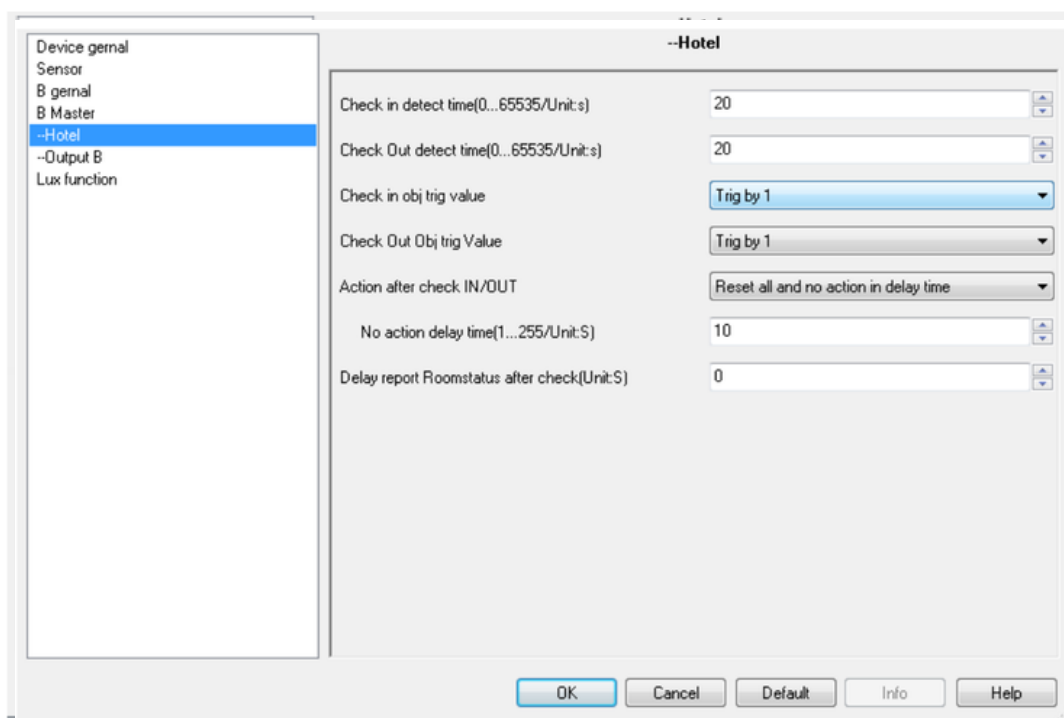 --Hotel
Device gernal
Sensor
B gernal
B Master
--Hotel
--Output B
Lux function
Check in detect time(0...65535/Unit:s)
20
Check Out detect time(0...65535/Unit:s)
20
Check in obj trig value
Trig by 1
Check Out Obj trig Value
Trig by 1
Action after check IN/OUT
Reset all and no action in delay time
No action delay time(1...255/Unit:S)
10
Delay report Roomstatus after check(Unit:S)
0
OK
Cancel
Default
Info
Help